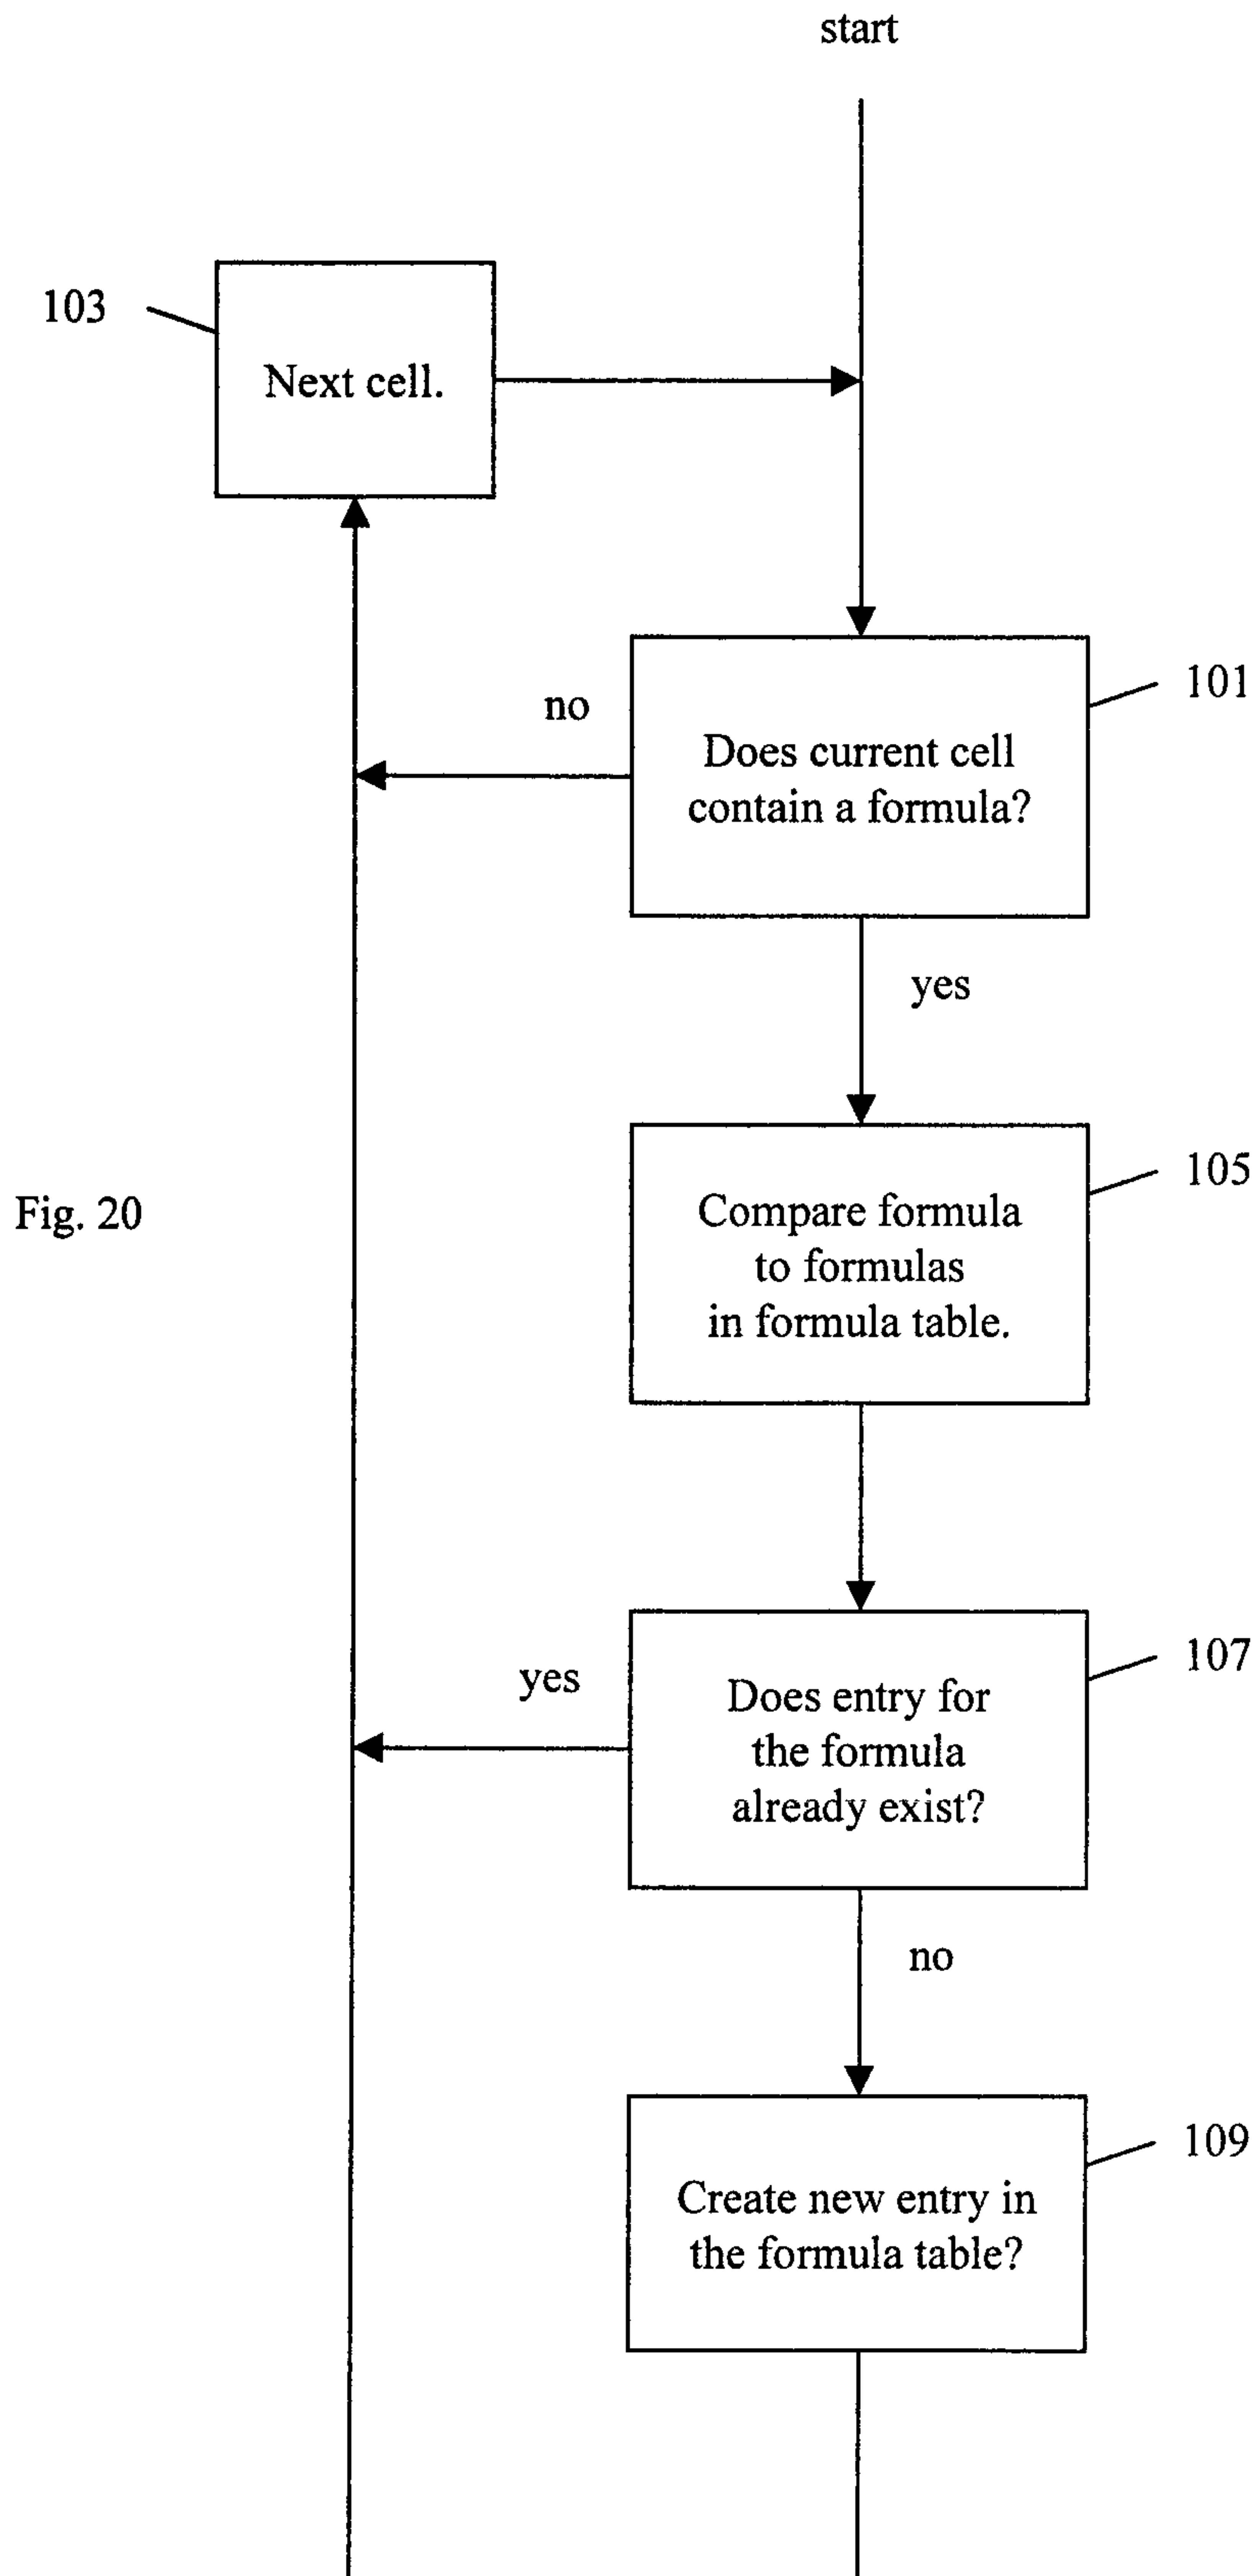 start
103
Next cell.
101
no
Does current cell
contain a formula?
yes
105
Fig. 20
Compare formula
to formulas
in formula table.
107
yes
Does entry for
the formula
already exist?
no
109
Create new entry in
the formula table?